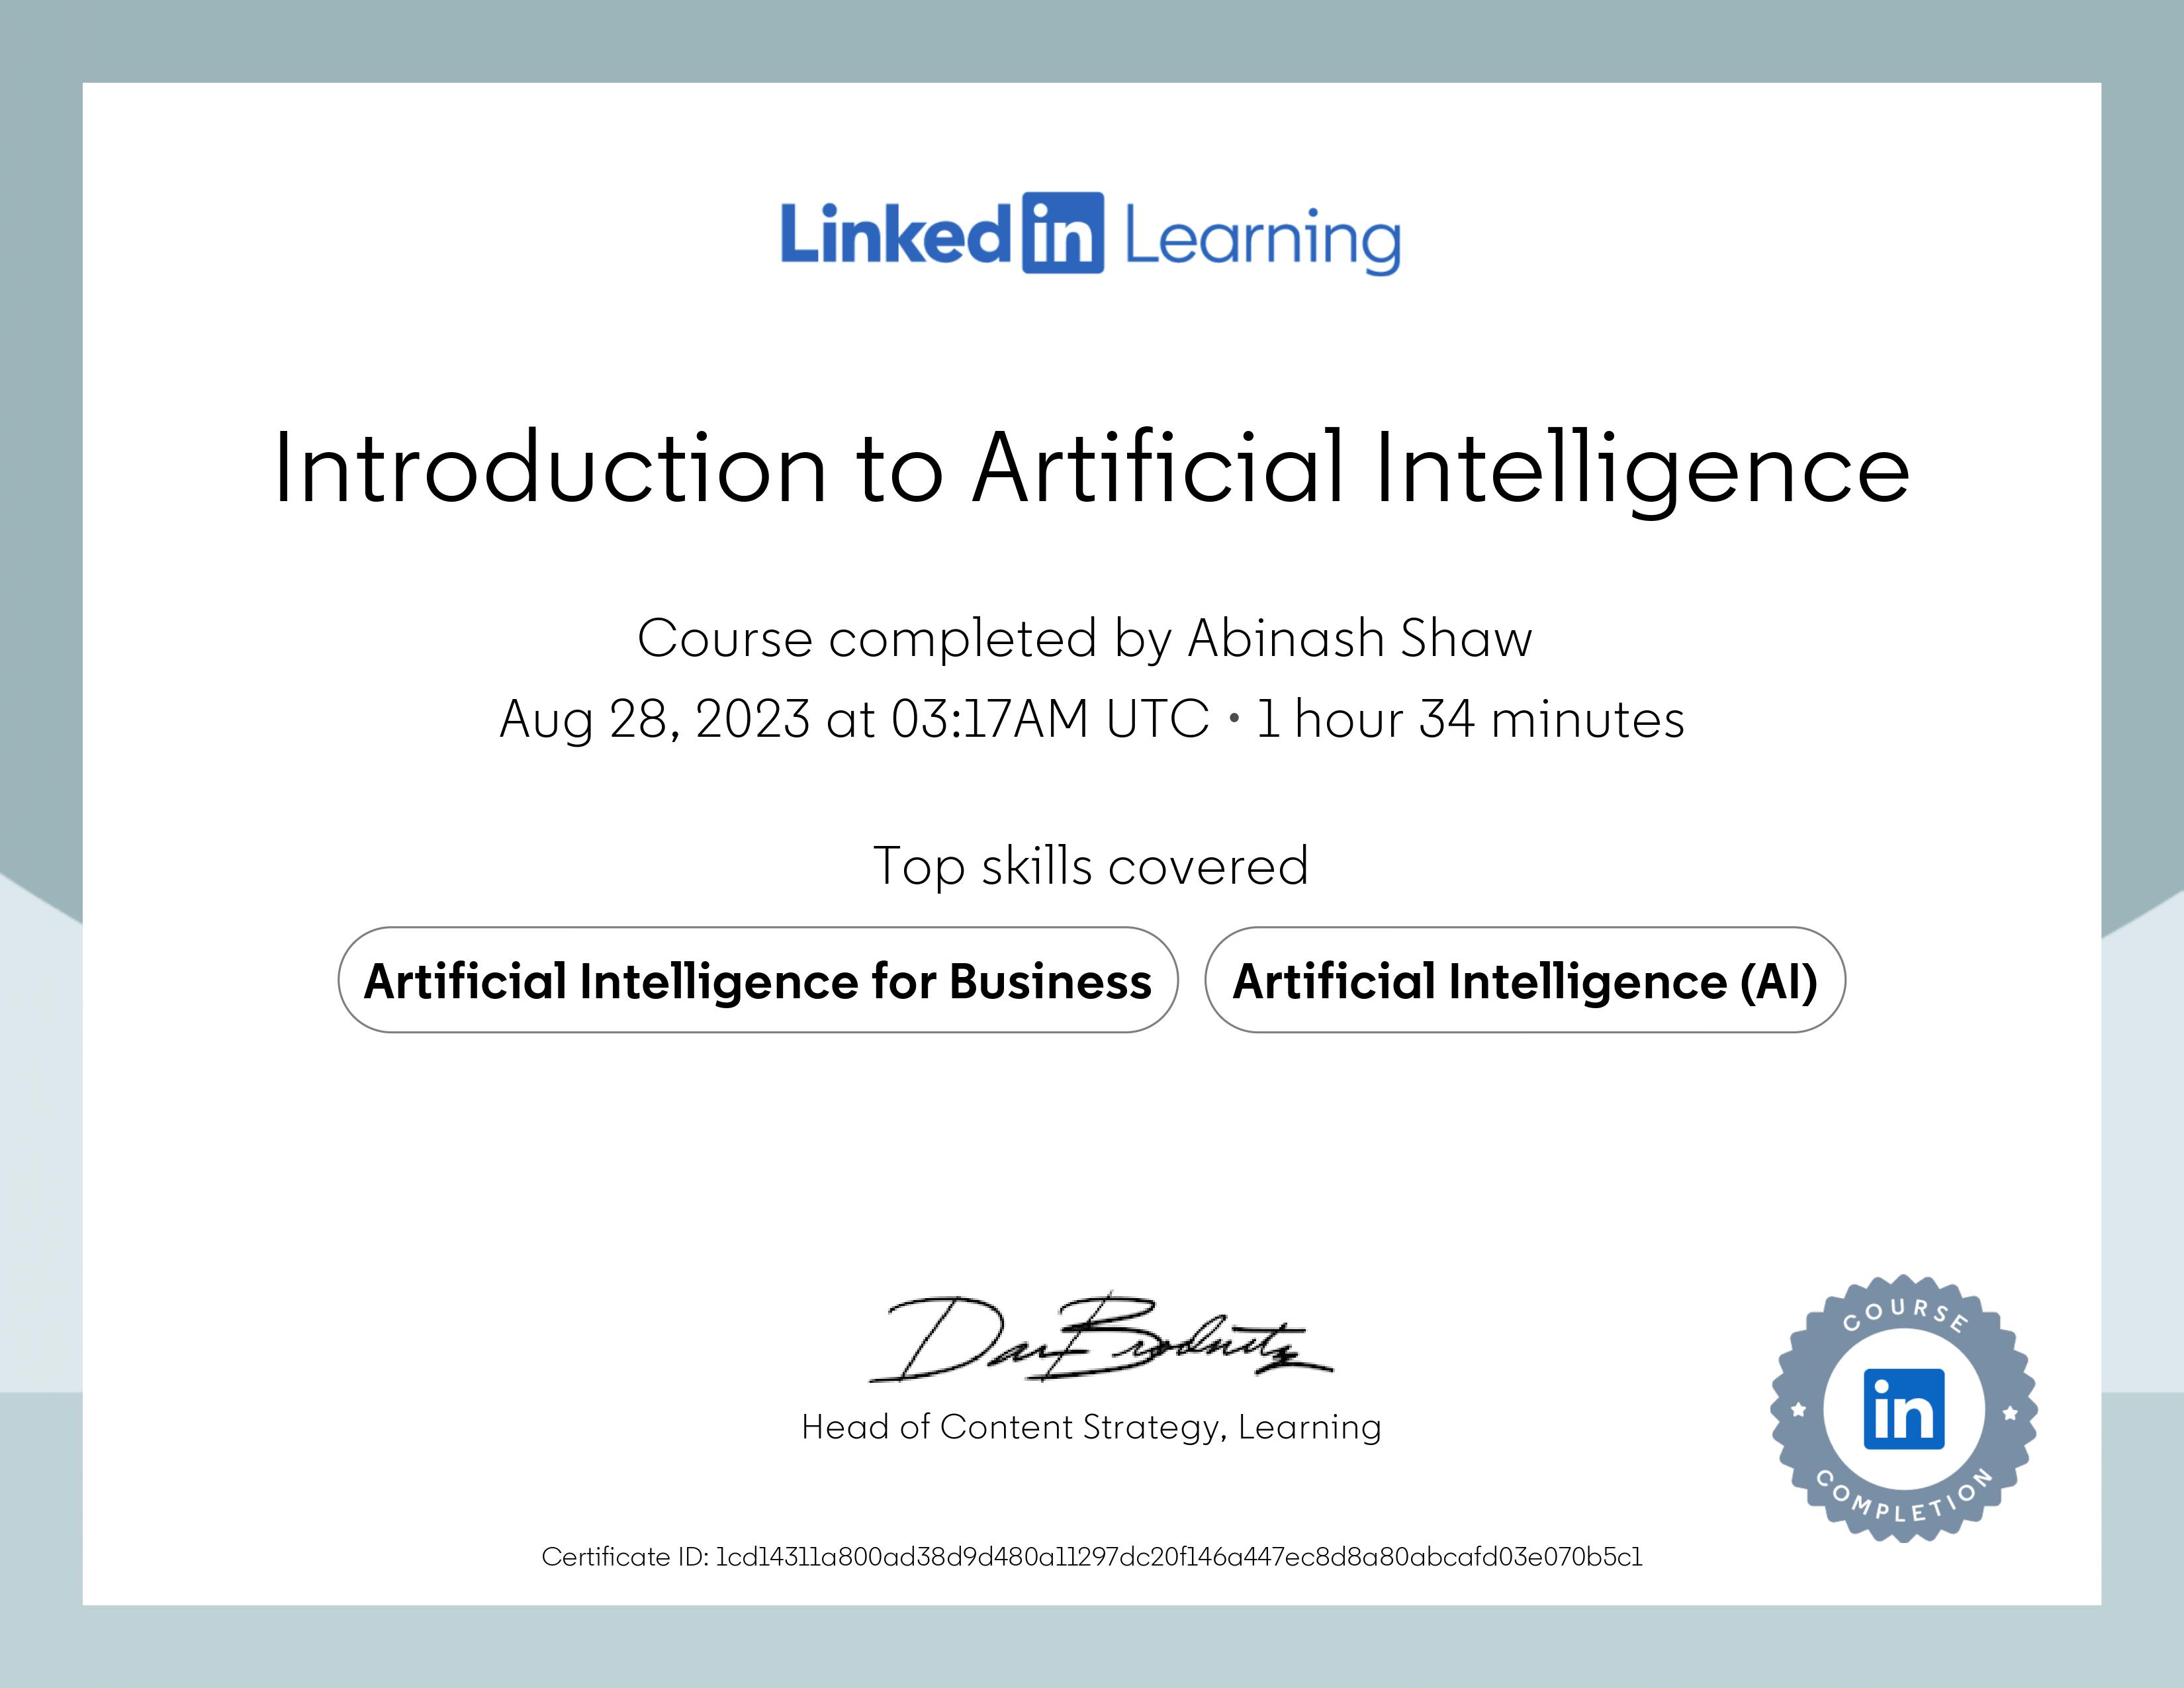 Linked in Learning
Introduction to Artificial Intelligence
Course completed by Abinash Shaw
Aug 28, 2023 at 03:17AM UTC • 1 hour 34 minutes
Top skills covered
Artificial Intelligence for Business
Artificial Intelligence (AI)
Dan Brodnitz
Head of Content Strategy, Learning
COURSE
in
COMPLETION
Certificate ID: 1cd14311a800ad38d9d480a11297dc20f146a447ec8d8a80abcafd03e070b5c1